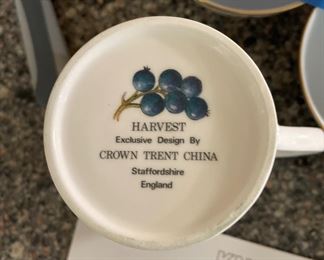 HARVEST
Exclusive Design By
CROWN TRENT CHINA
Staffordshire
England